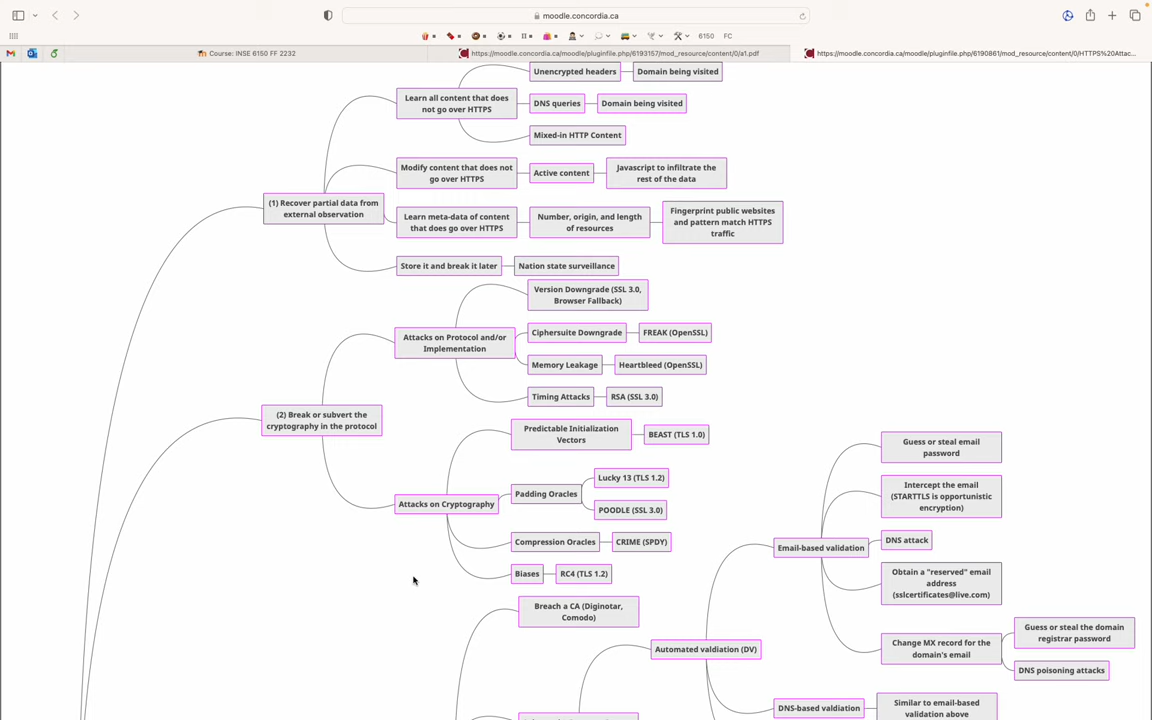 moodle.concordia.ca
6150
FC
Course: INSE 6150 FF 2232
https://moodle.concordia.ca/moodle/pluginfile.php/6193157/mod_resource/content/0/a1.pdf
https://moodle.concordia.ca/moodle/pluginfile.php/6190861/mod_resource/content/0/HTTPS%20Attac...
Unencrypted headers
Domain being visited
Learn all content that does
not go over HTTPS
DNS queries
Domain being visited
Mixed-in HTTP Content
Modify content that does not
go over HTTPS
Active content
Javascript to infiltrate the
rest of the data
(1) Recover partial data from
external observation
Learn meta-data of content
that does go over HTTPS
Number, origin, and length
of resources
Fingerprint public websites
and pattern match HTTPS
traffic
Store it and break it later
Nation state surveillance
Version Downgrade (SSL 3.0,
Browser Fallback)
Attacks on Protocol and/or
Implementation
Ciphersuite Downgrade
FREAK (OpenSSL)
Memory Leakage
Heartbleed (OpenSSL)
Timing Attacks
RSA (SSL 3.0)
(2) Break or subvert the
cryptography in the protocol
Predictable Initialization
Vectors
BEAST (TLS 1.0)
Attacks on Cryptography
Padding Oracles
Lucky 13 (TLS 1.2)
POODLE (SSL 3.0)
Compression Oracles
CRIME (SPDY)
Biases
RC4 (TLS 1.2)
Guess or steal email
password
Intercept the email
(STARTTLS is opportunistic
encryption)
Email-based validation
DNS attack
Obtain a "reserved" email
address
(sslcertificates@live.com)
Breach a CA (Diginotar,
Comodo)
Automated valdiation (DV)
Change MX record for the
domain's email
Guess or steal the domain
registrar password
DNS poisoning attacks
DNS-based valdiation
Similar to email-based
validation above